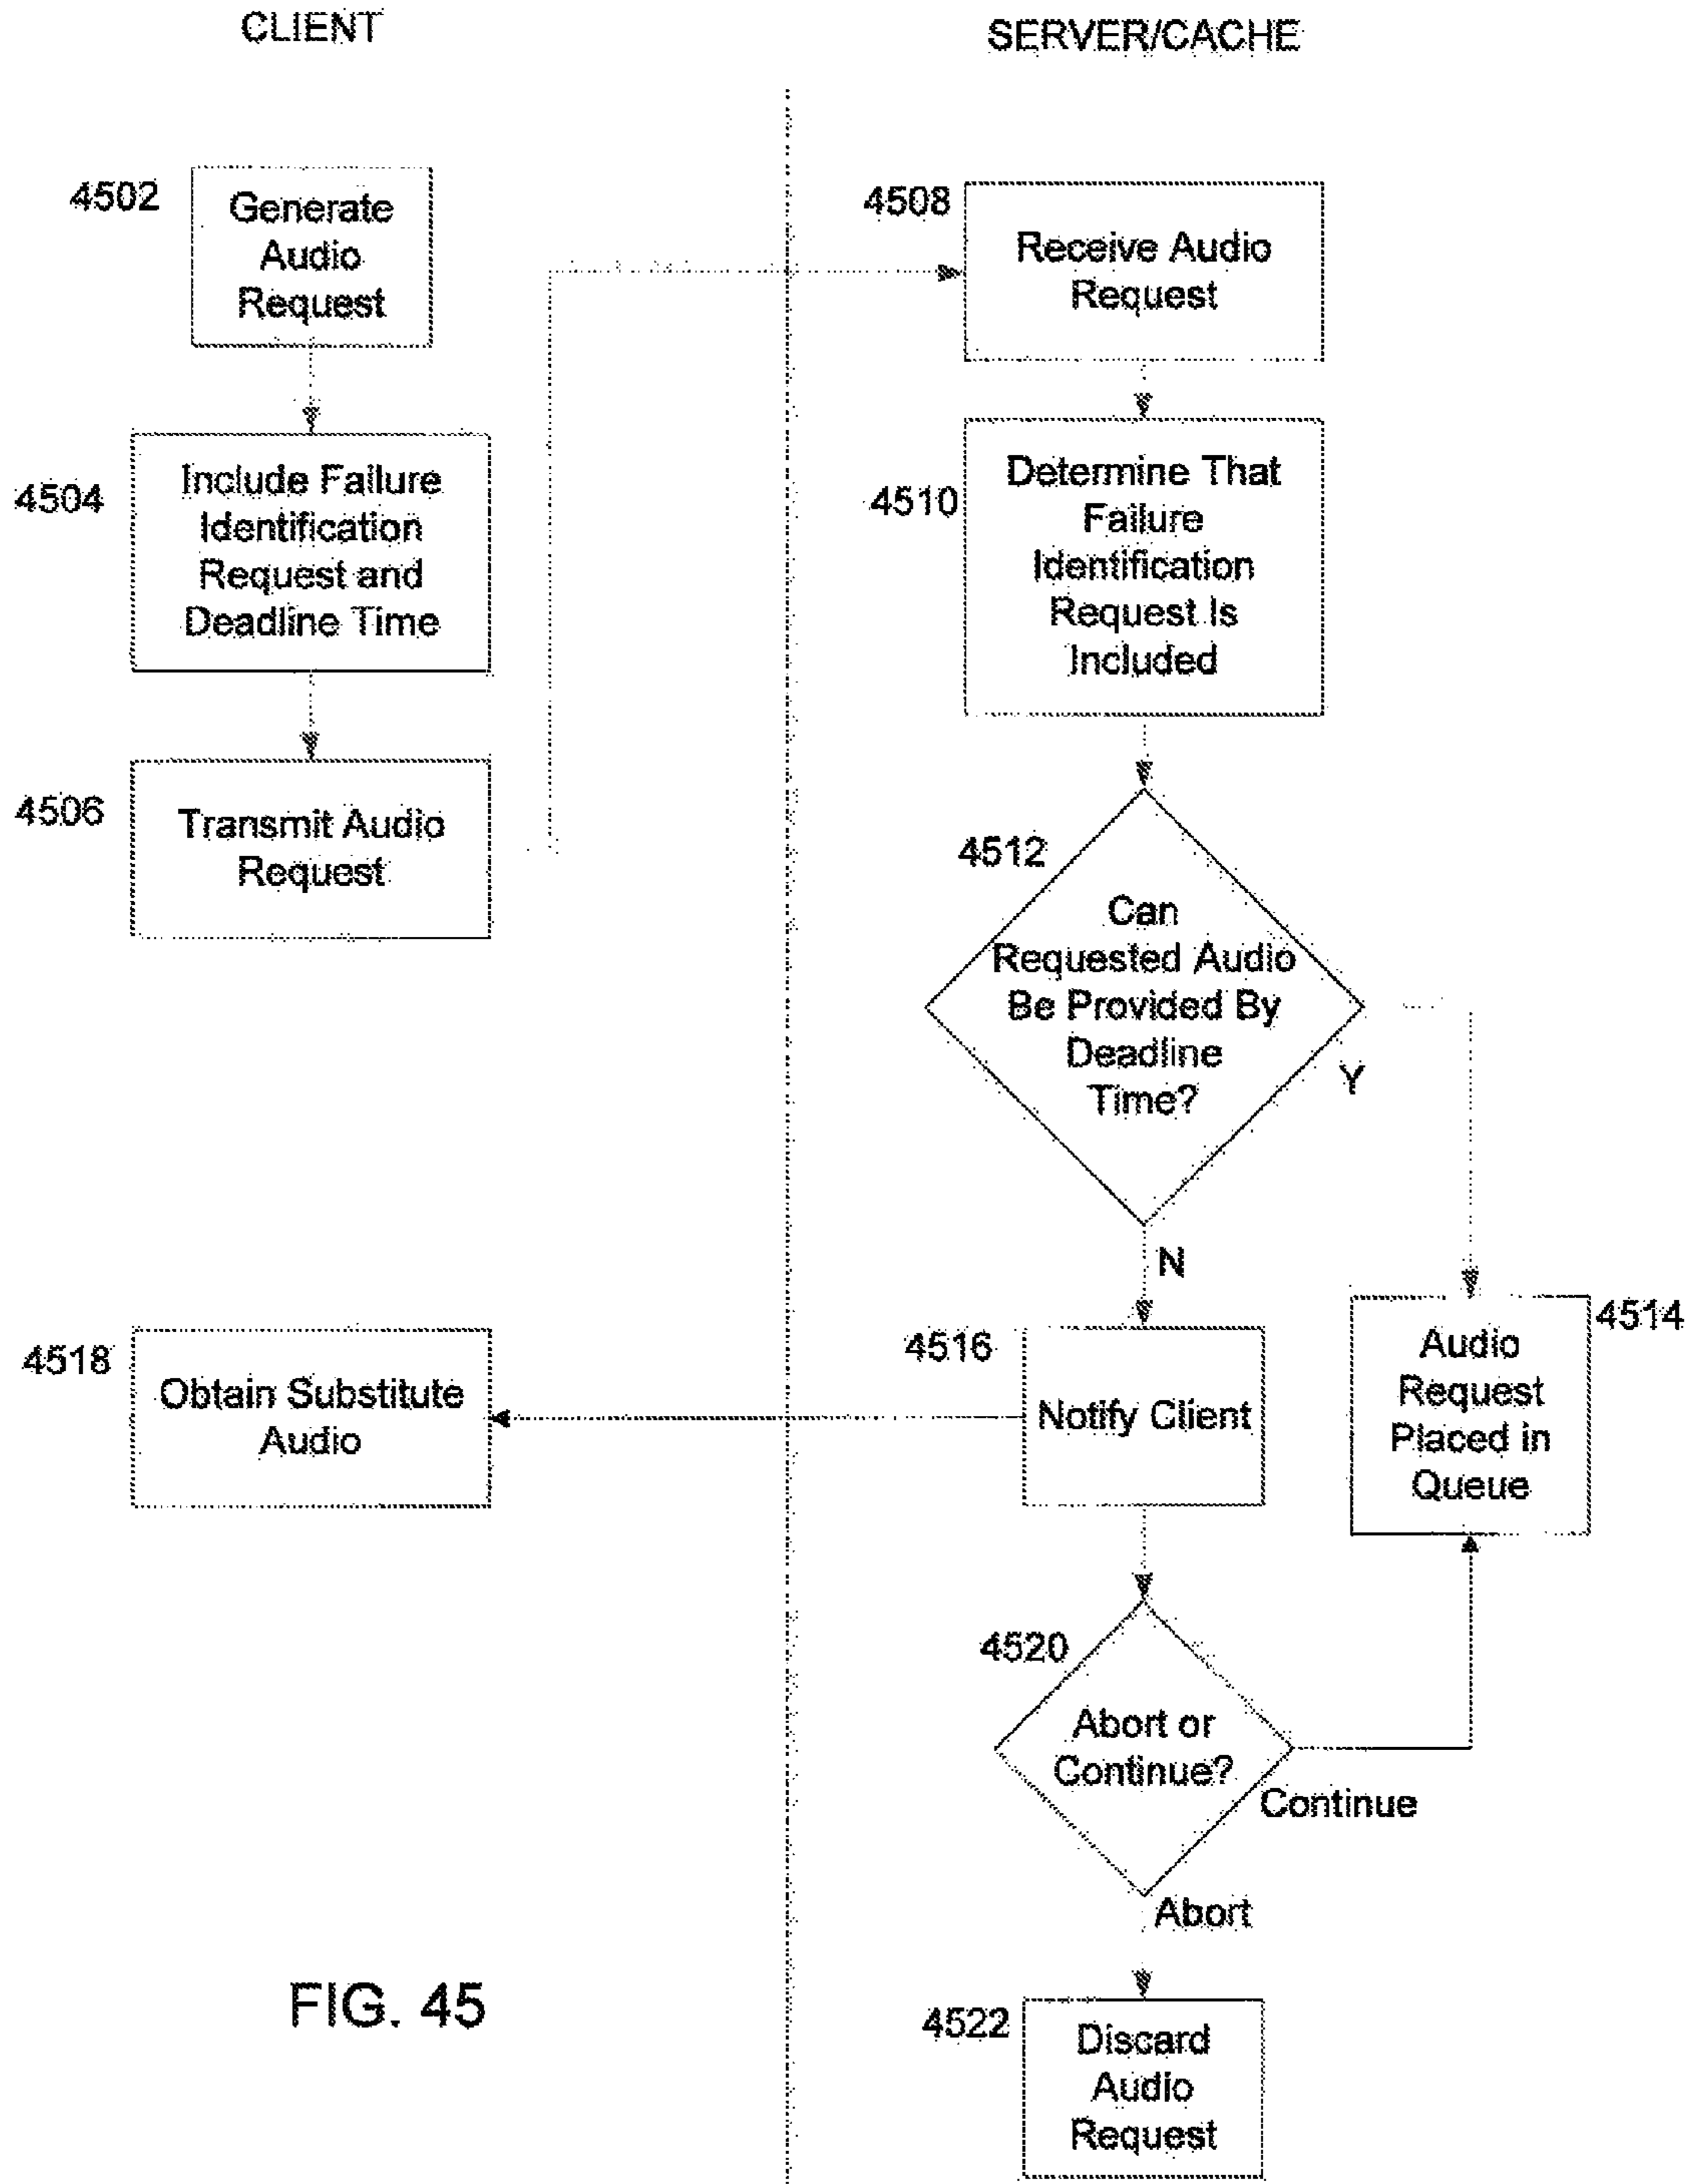 CLIENT
SERVER/CACHE
4502
Generate
Audio
Request
4504
Include Failure
Identification
Request and
Deadline Time
4506
Transmit Audio
Request
4508
Receive Audio
Request
4510
Determine That
Failure
Identification
Request Is
Included
4512
Can
Requested Audio
Be Provided By
Deadline
Time?
Y
N
4514
Audio
Request
Placed in
Queue
4516
Notify Client
4518
Obtain Substitute
Audio
4520
Abort or
Continue?
Continue
Abort
4522
Discard
Audio
Request
FIG. 45